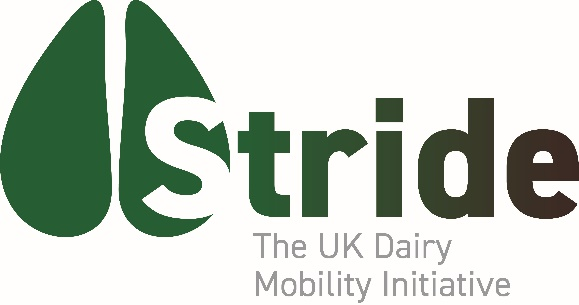 Stride
The UK Dairy
Mobility Initiative